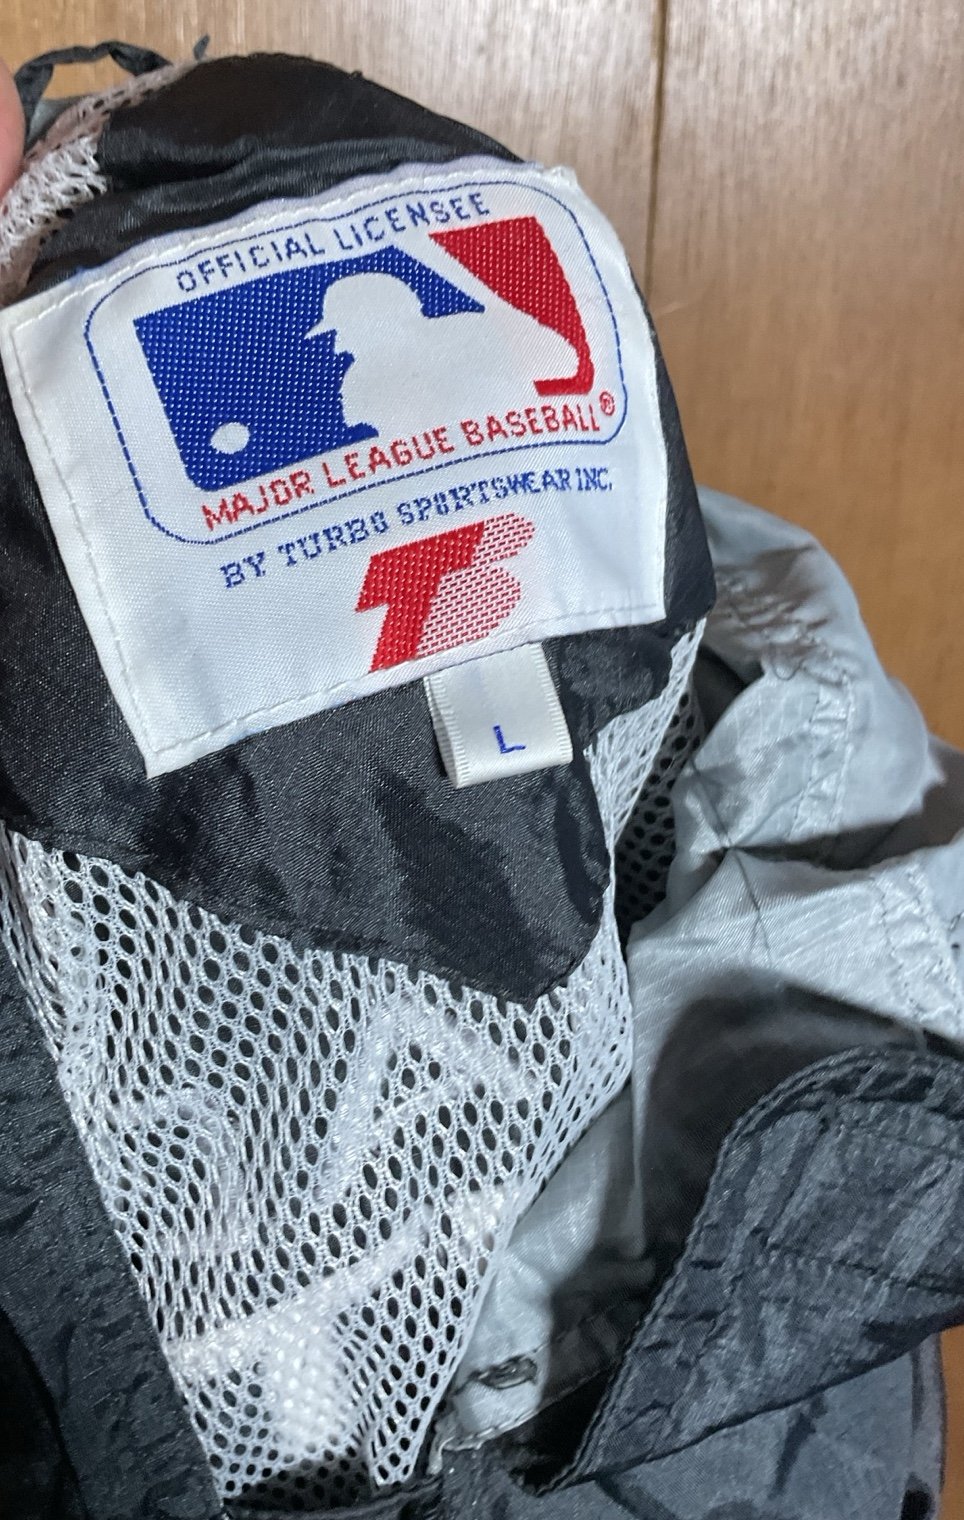 OFFICIAL LICENSEE
MAJOR LEAGUE BASEBALL®
BY TURBO SPORTSWEAR INC.
L